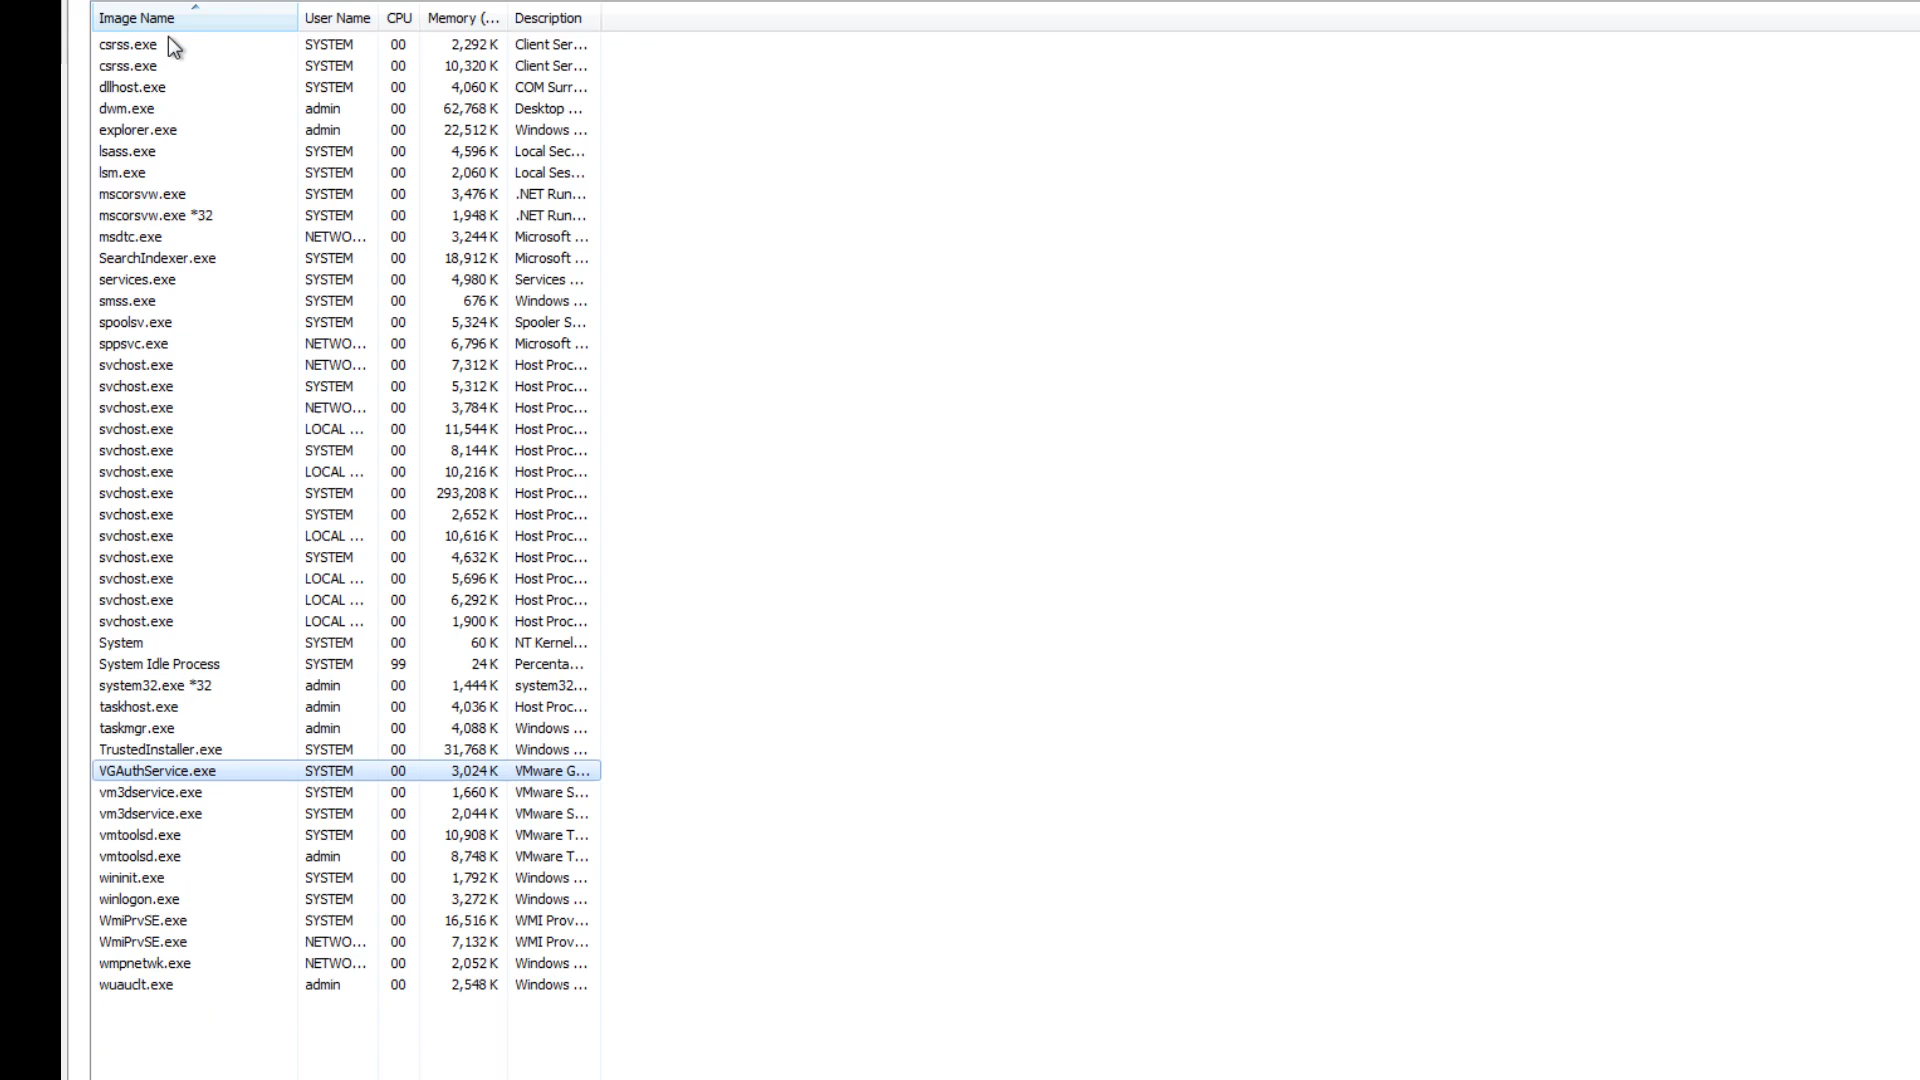 Image Name User Name CPU Memory (... Description
csrss.exe SYSTEM 00 2,292 K Client Ser...
csrss.exe SYSTEM 00 10,320 K Client Ser...
dllhost.exe SYSTEM 00 4,060 K COM Surr...
dwm.exe admin 00 62,768 K Desktop ...
explorer.exe admin 00 22,512 K Windows ...
lsass.exe SYSTEM 00 4,596 K Local Sec...
lsm.exe SYSTEM 00 2,060 K Local Ses...
mscorsvw.exe SYSTEM 00 3,476 K .NET Run...
mscorsvw.exe *32 SYSTEM 00 1,948 K .NET Run...
msdtc.exe NETWO... 00 3,244 K Microsoft ...
SearchIndexer.exe SYSTEM 00 18,912 K Microsoft ...
services.exe SYSTEM 00 4,980 K Services ...
smss.exe SYSTEM 00 676 K Windows ...
spoolsv.exe SYSTEM 00 5,324 K Spooler S...
sppsvc.exe NETWO... 00 6,796 K Microsoft ...
svchost.exe NETWO... 00 7,312 K Host Proc...
svchost.exe SYSTEM 00 5,312 K Host Proc...
svchost.exe NETWO... 00 3,784 K Host Proc...
svchost.exe LOCAL ... 00 11,544 K Host Proc...
svchost.exe SYSTEM 00 8,144 K Host Proc...
svchost.exe LOCAL ... 00 10,216 K Host Proc...
svchost.exe SYSTEM 00 293,208 K Host Proc...
svchost.exe SYSTEM 00 2,652 K Host Proc...
svchost.exe LOCAL ... 00 10,616 K Host Proc...
svchost.exe SYSTEM 00 4,632 K Host Proc...
svchost.exe LOCAL ... 00 5,696 K Host Proc...
svchost.exe LOCAL ... 00 6,292 K Host Proc...
svchost.exe LOCAL ... 00 1,900 K Host Proc...
System SYSTEM 00 60 K NT Kernel...
System Idle Process SYSTEM 99 24 K Percenta...
system32.exe *32 admin 00 1,444 K system32...
taskhost.exe admin 00 4,036 K Host Proc...
taskmgr.exe admin 00 4,088 K Windows ...
TrustedInstaller.exe SYSTEM 00 31,768 K Windows ...
VGAuthService.exe SYSTEM 00 3,024 K VMware G...
vm3dservice.exe SYSTEM 00 1,660 K VMware S...
vm3dservice.exe SYSTEM 00 2,044 K VMware S...
vmtoolsd.exe SYSTEM 00 10,908 K VMware T...
vmtoolsd.exe admin 00 8,748 K VMware T...
wininit.exe SYSTEM 00 1,792 K Windows ...
winlogon.exe SYSTEM 00 3,272 K Windows ...
WmiPrvSE.exe SYSTEM 00 16,516 K WMI Prov...
WmiPrvSE.exe NETWO... 00 7,132 K WMI Prov...
wmpnetwk.exe NETWO... 00 2,052 K Windows ...
wuauclt.exe admin 00 2,548 K Windows ...